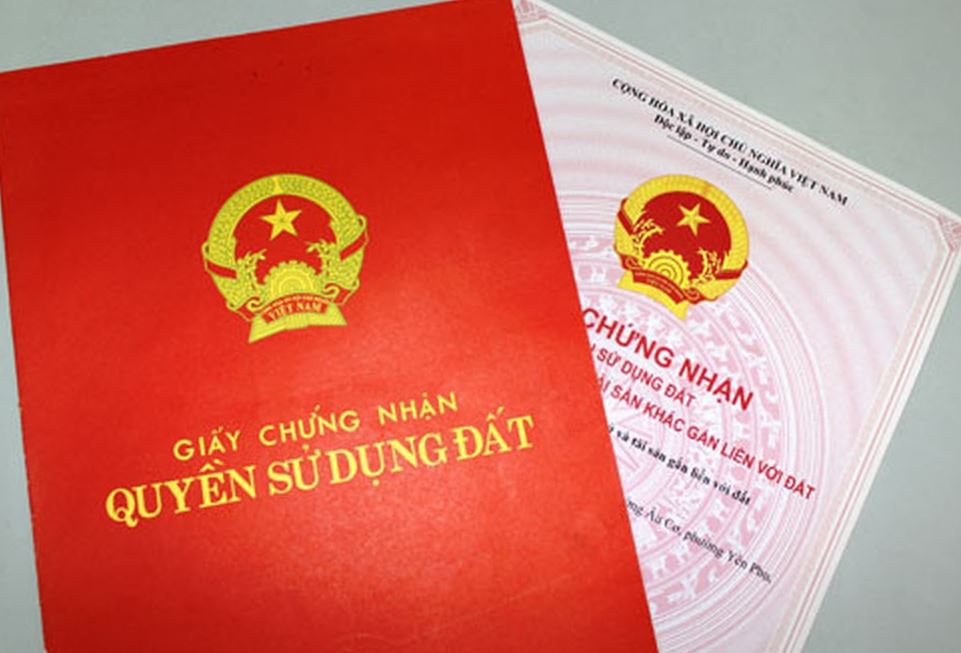 VIỆT NAM
GIẤY CHỨNG NHẬN
QUYỀN SỬ DỤNG ĐẤT
CỘNG HÒA XÃ HỘI CHỦ NGHĨA VIỆT NAM
Độc lập - Tự do - Hạnh phúc
CHỨNG NHẬN
SỬ DỤNG ĐẤT
SẢN KHÁC GẮN LIỀN VỚI ĐẤT
và tài sản gắn liền với đất
Âu Cơ, phường Yên Phụ,